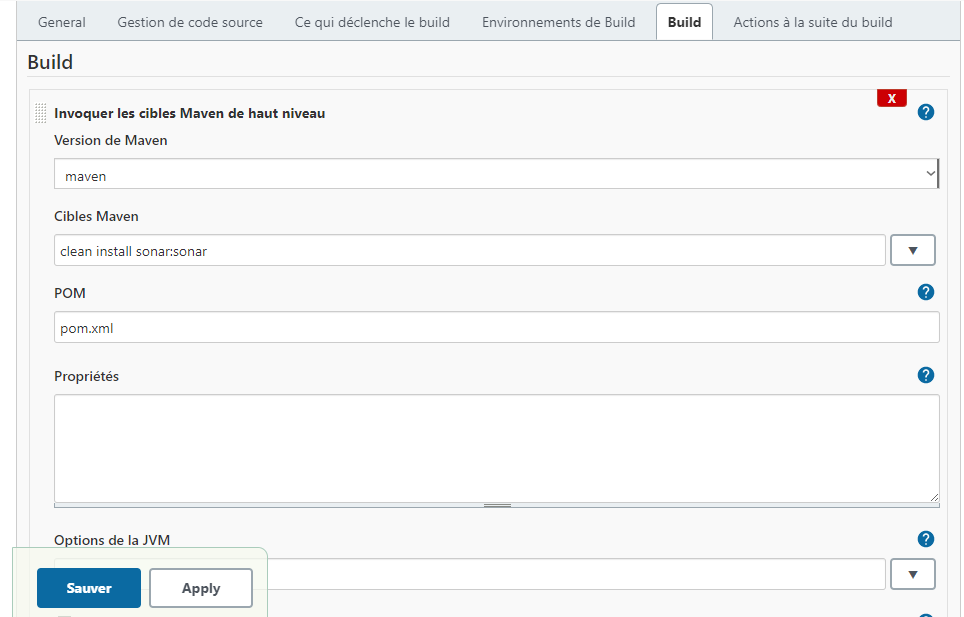 General Gestion de code source Ce qui déclenche le build Environnements de Build Build Actions à la suite du build
Build
X
Invoquer les cibles Maven de haut niveau ?
Version de Maven
maven
Cibles Maven
clean install sonar:sonar
POM ?
pom.xml
Propriétés ?
Options de la JVM ?
Sauver Apply